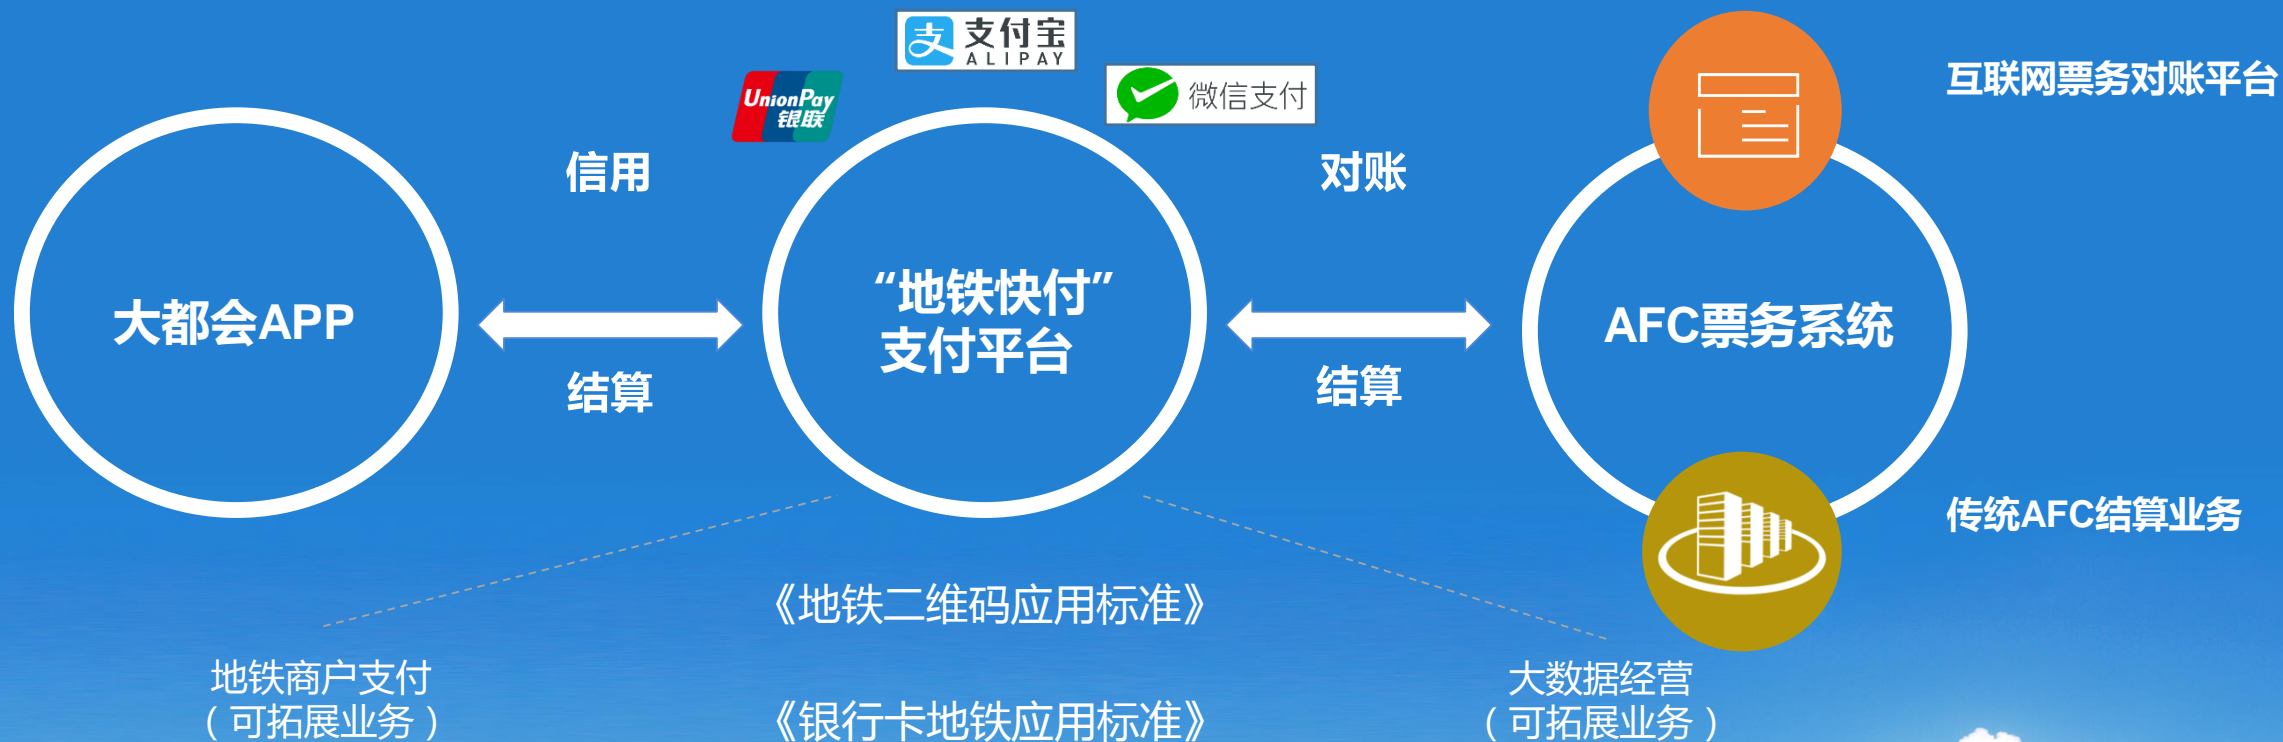 支
支付宝
ALIPAY
UnionPay
银联
微信支付
互联网票务对账平台
信用
对账
大都会APP
“地铁快付”
支付平台
AFC票务系统
结算
结算
传统AFC结算业务
《地铁二维码应用标准》
地铁商户支付
（可拓展业务）
《银行卡地铁应用标准》
大数据经营
（可拓展业务）